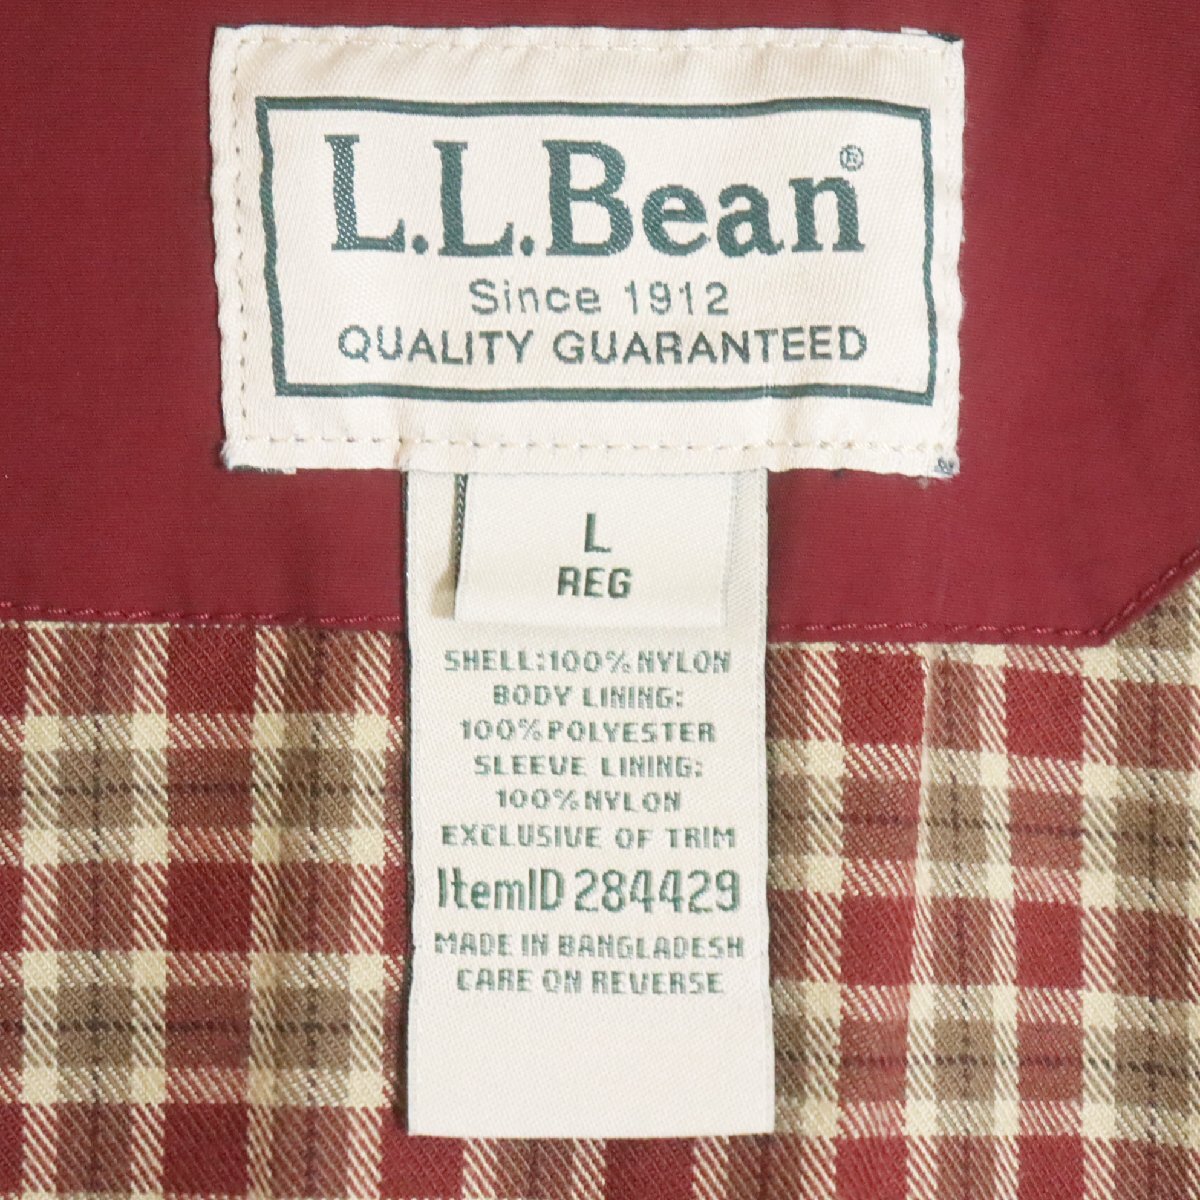 L.L.Bean®
Since 1912
QUALITY GUARANTEED
L
REG
SHELL:100%NYLON
BODY LINING:
100%POLYESTER
SLEEVE LINING:
100%NYLON
EXCLUSIVE OF TRIM
ItemID 284429
MADE IN BANGLADESH
CARE ON REVERSE